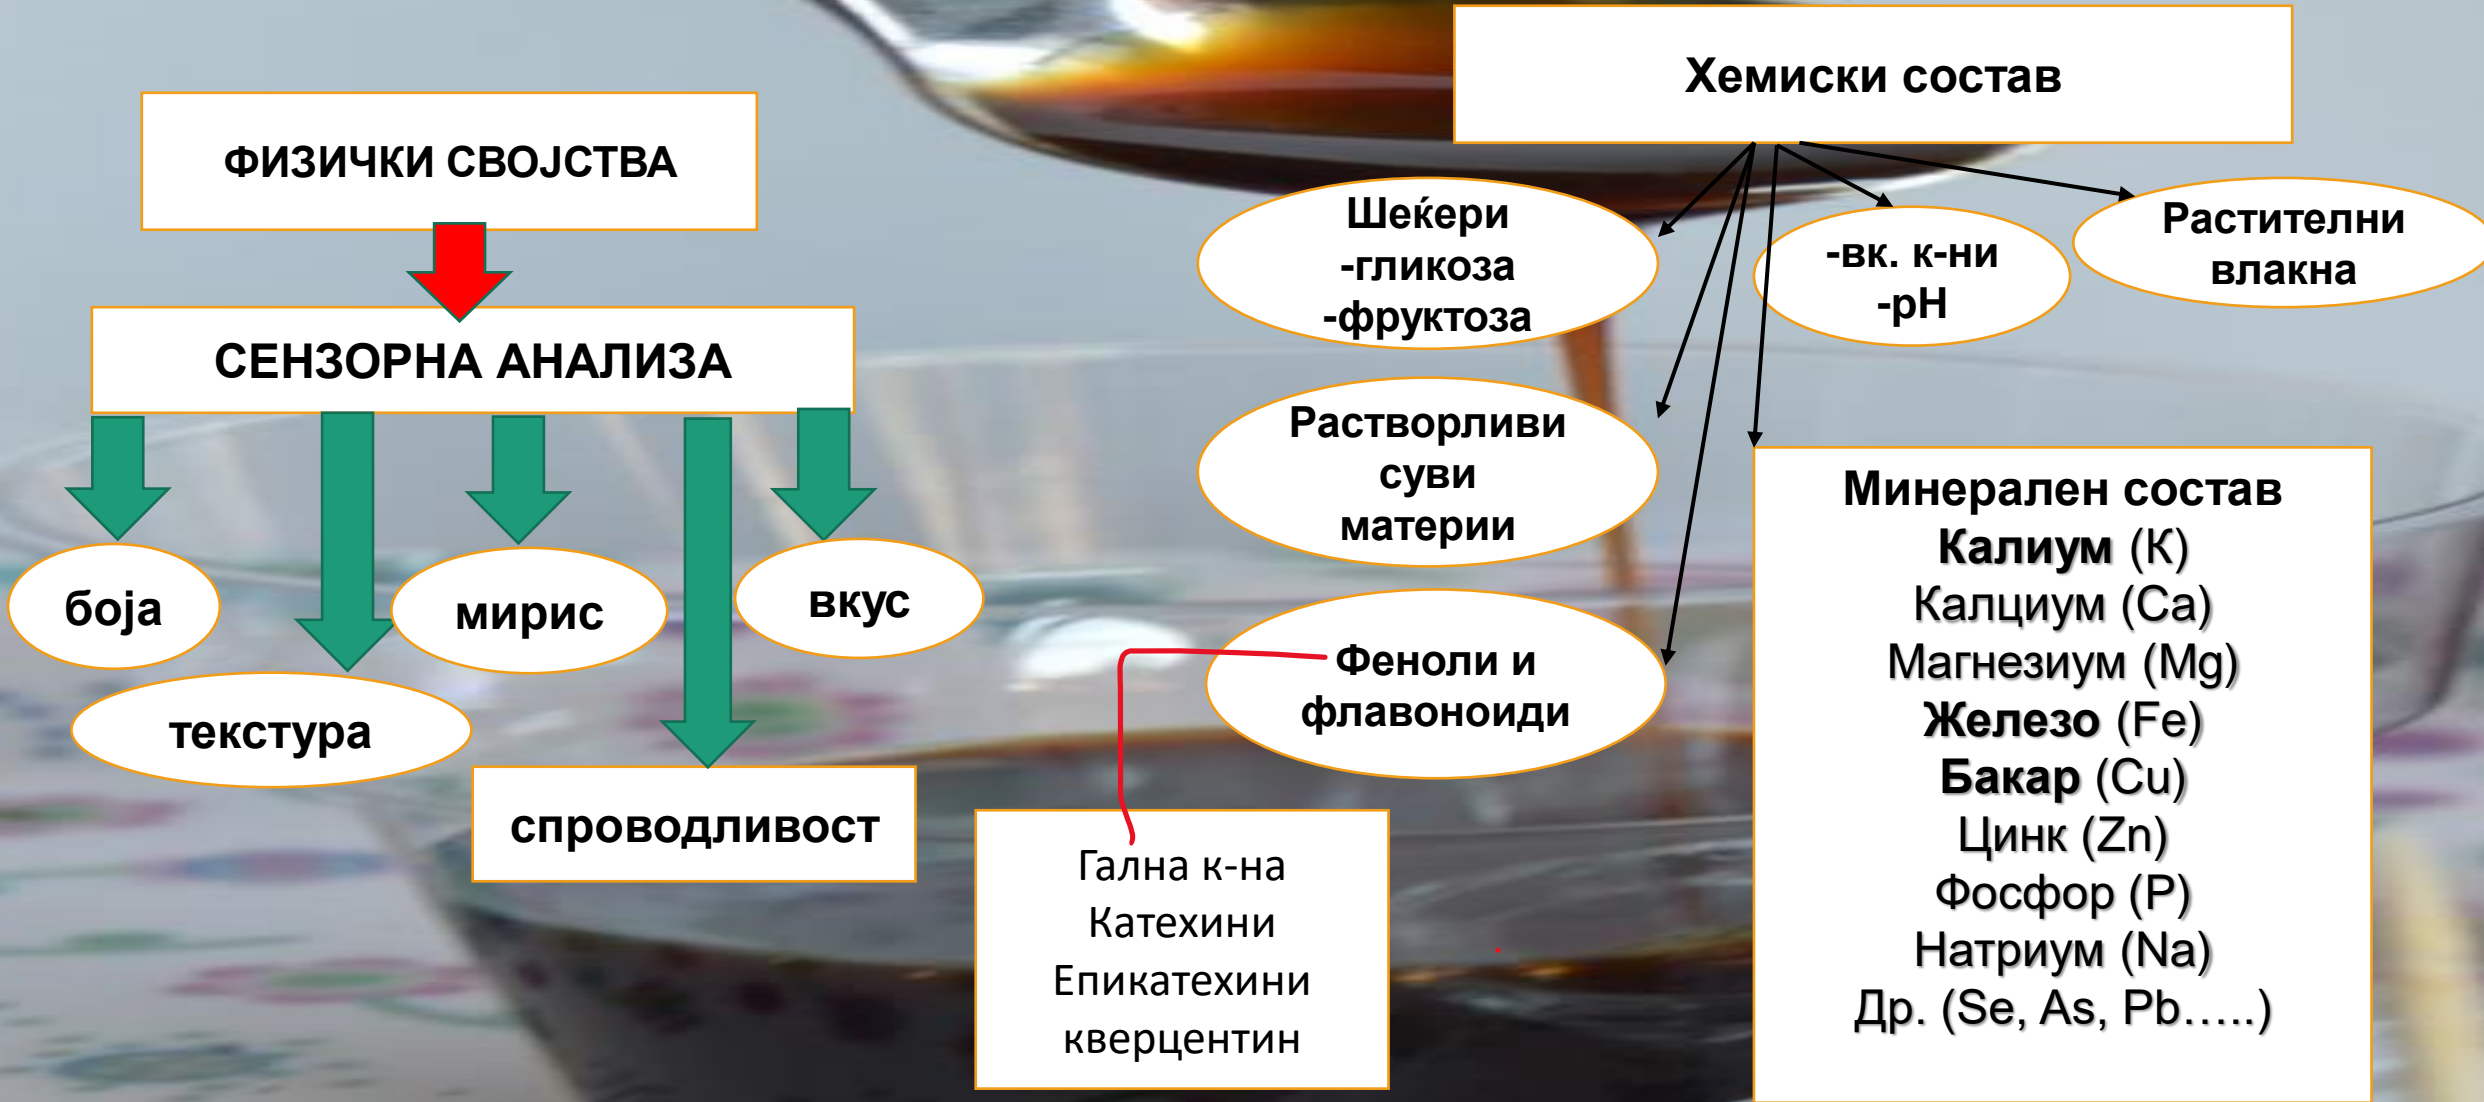 ФИЗИЧКИ СВОЈСТВА
СЕНЗОРНА АНАЛИЗА
боја
текстура
мирис
спроводливост
вкус
Хемиски состав
Шеќери
-гликоза
-фруктоза
Растворливи
суви
материи
Феноли и
флавоноиди
Гална к-на
Катехини
Епикатехини
кверцентин
-вк. к-ни
-pH
Растителни
влакна
Минерален состав
Калиум (К)
Калциум (Ca)
Магнезиум (Mg)
Железо (Fe)
Бакар (Cu)
Цинк (Zn)
Фосфор (P)
Натриум (Na)
Др. (Se, As, Pb…..)